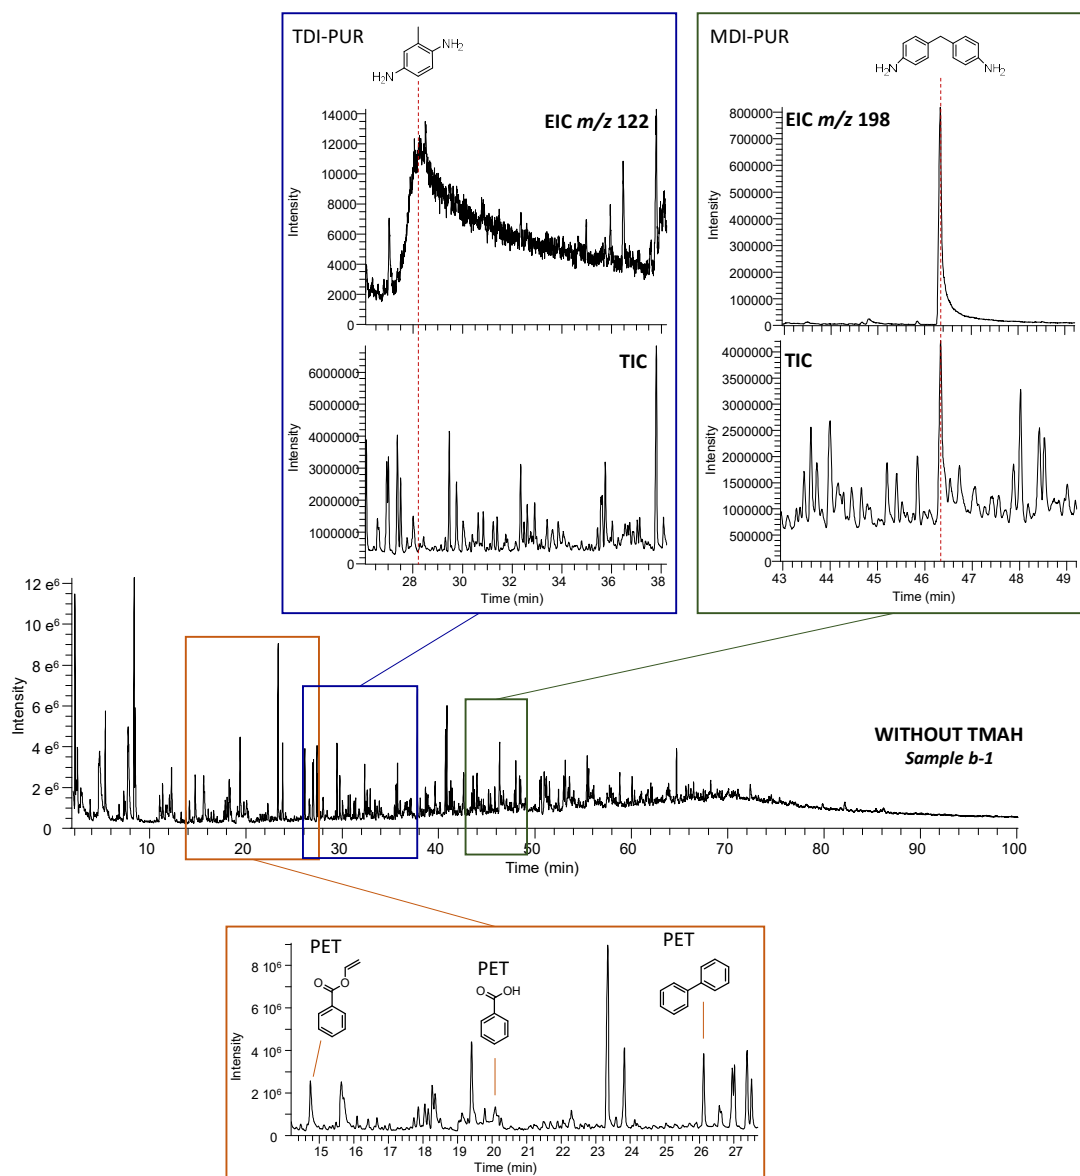 TDI-PUR
NH₂
H₂N
EIC m/z 122
Intensity
14000
12000
10000
8000
6000
4000
2000
0
TIC
Intensity
6000000
5000000
4000000
3000000
2000000
1000000
0
28 30 32 34 36 38
Time (min)
MDI-PUR
NH₂ NH₂
EIC m/z 198
Intensity
800000
700000
600000
500000
400000
300000
200000
100000
0
TIC
Intensity
4000000
3500000
3000000
2500000
2000000
1500000
1000000
500000
0
43 44 45 46 47 48 49
Time (min)
Intensity
12 e⁶
10 e⁶
8 e⁶
6 e⁶
4 e⁶
2 e⁶
0
WITHOUT TMAH
Sample b-1
10 20 30 40 50 60 70 80 90 100
Time (min)
PET
O O
PET
O OH
PET
Intensity
8 10⁶
6 10⁶
4 10⁶
2 10⁶
0
15 16 17 18 19 20 21 22 23 24 25 26 27
Time (min)